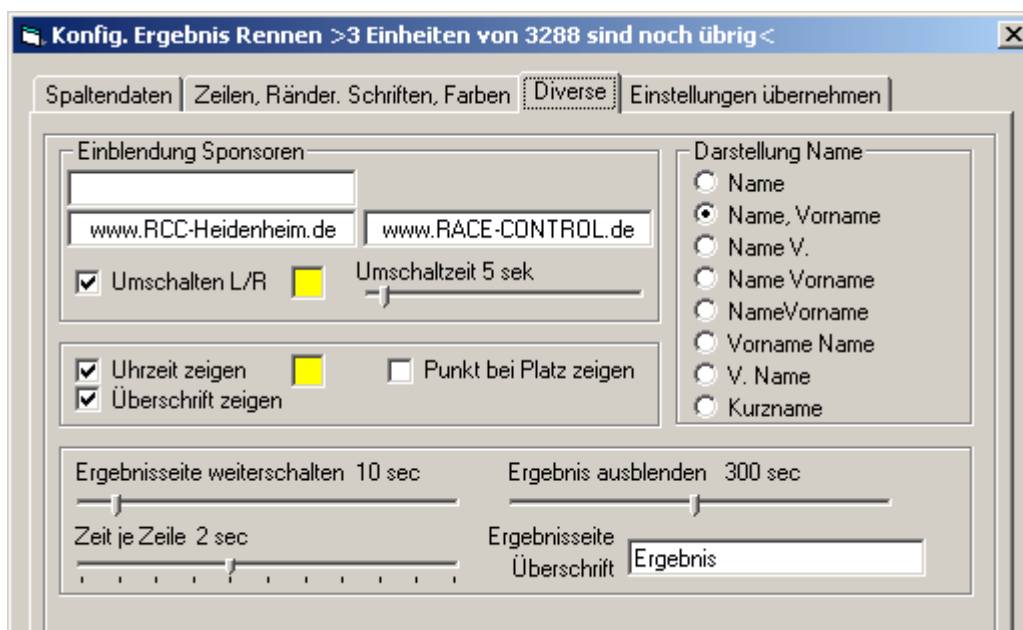 Konfig. Ergebnis Rennen >3 Einheiten von 3288 sind noch übrig<
Spaltendaten
Zeilen, Ränder. Schriften, Farben
Diverse
Einstellungen übernehmen
Einblendung Sponsoren
www.RCC-Heidenheim.de
www.RACE-CONTROL.de
Umschalten L/R
Umschaltzeit 5 sek
Uhrzeit zeigen
Punkt bei Platz zeigen
Überschrift zeigen
Darstellung Name
Name
Name, Vorname
Name V.
Name Vorname
NameVorname
Vorname Name
V. Name
Kurzname
Ergebnisseite weiterschalten 10 sec
Ergebnis ausblenden 300 sec
Zeit je Zeile 2 sec
Ergebnisseite
Überschrift
Ergebnis